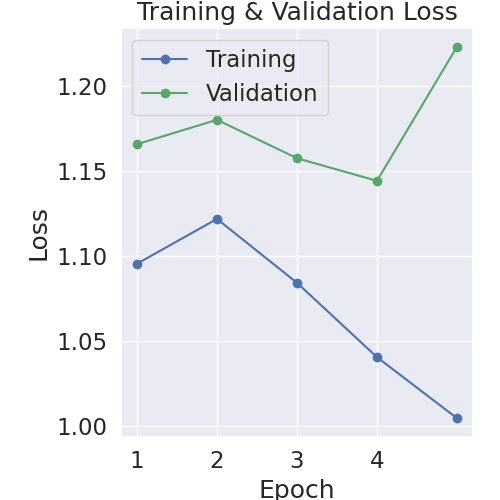 Training & Validation Loss
Training
Validation
1.20
1.15
1.10
1.05
1.00
Loss
1 2 3 4
Epoch